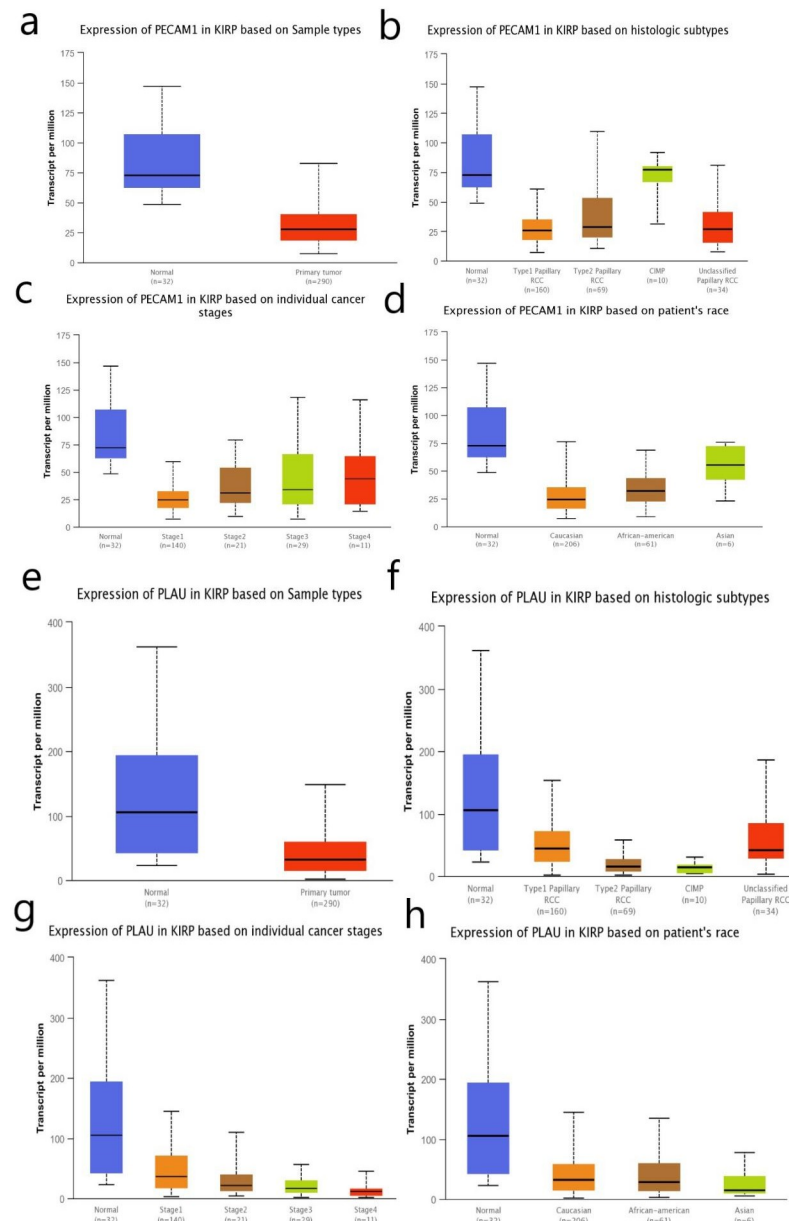 a
Expression of PECAM1 in KIRP based on Sample types
Transcript per million
175
150
125
100
75
50
25
0
Normal
(n=32)
Primary tumor
(n=290)
b
Expression of PECAM1 in KIRP based on histologic subtypes
Transcript per million
175
150
125
100
75
50
25
0
Normal
(n=32)
Type1 Papillary
RCC
(n=160)
Type2 Papillary
RCC
(n=69)
CIMP
(n=10)
Unclassified
Papillary RCC
(n=34)
c
Expression of PECAM1 in KIRP based on individual cancer
stages
Transcript per million
175
150
125
100
75
50
25
0
Normal
(n=32)
Stage1
(n=140)
Stage2
(n=21)
Stage3
(n=29)
Stage4
(n=11)
d
Expression of PECAM1 in KIRP based on patient's race
Transcript per million
175
150
125
100
75
50
25
0
Normal
(n=32)
Caucasian
(n=206)
African-american
(n=61)
Asian
(n=6)
e
Expression of PLAU in KIRP based on Sample types
Transcript per million
400
300
200
100
0
Normal
(n=32)
Primary tumor
(n=290)
f
Expression of PLAU in KIRP based on histologic subtypes
Transcript per million
400
300
200
100
0
Normal
(n=32)
Type1 Papillary
RCC
(n=160)
Type2 Papillary
RCC
(n=69)
CIMP
(n=10)
Unclassified
Papillary RCC
(n=34)
g
Expression of PLAU in KIRP based on individual cancer stages
Transcript per million
400
300
200
100
0
Normal
(n=32)
Stage1
(n=140)
Stage2
(n=21)
Stage3
(n=29)
Stage4
(n=11)
h
Expression of PLAU in KIRP based on patient's race
Transcript per million
400
300
200
100
0
Normal
(n=32)
Caucasian
(n=206)
African-american
Asian
(n=6)